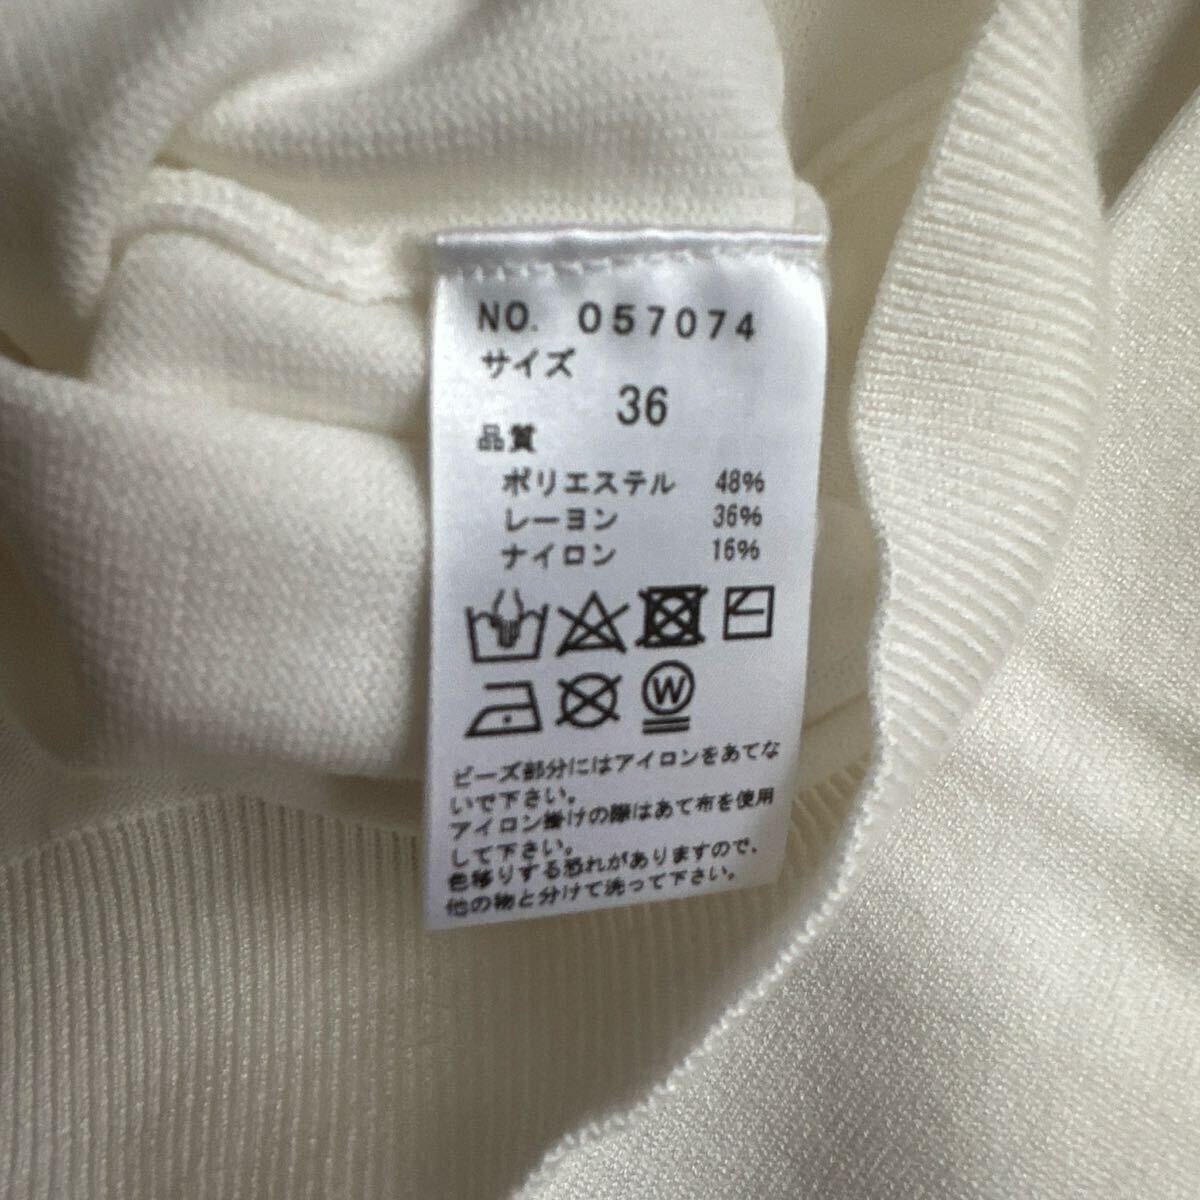 NO. 057074
サイズ
36
品質
ポリエステル 48%
レーヨン 36%
ナイロン 16%
W
ビーズ部分にはアイロンをあてな
いで下さい。
アイロン掛けの際はあて布を使用
して下さい。
色移りする恐れがありますので、
他の物と分けて洗って下さい。